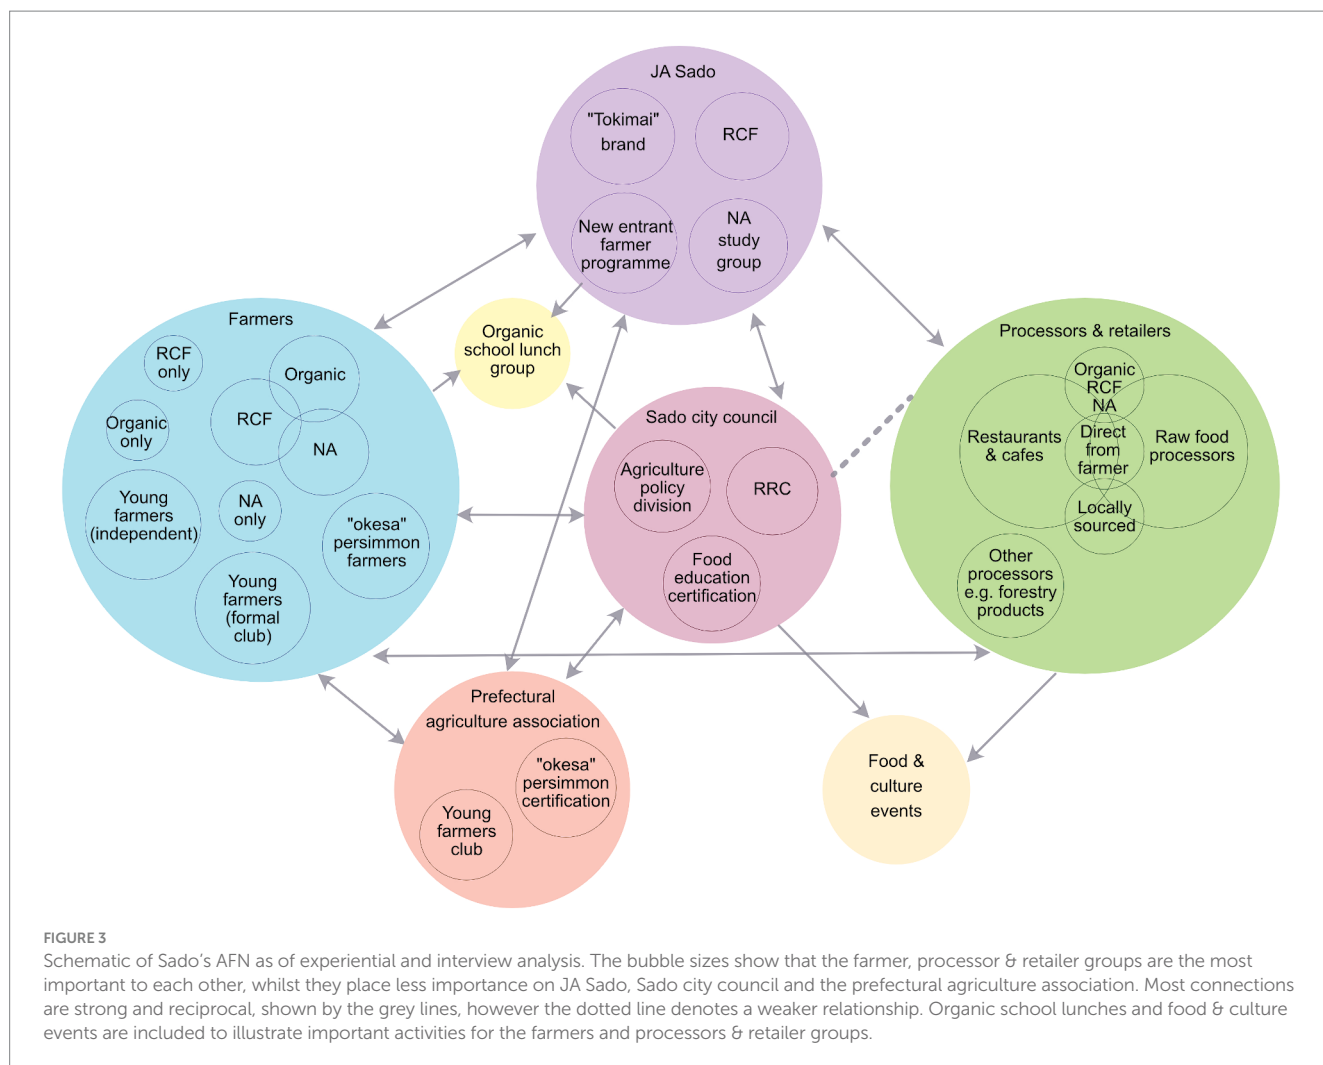 JA Sado
"Tokimai"
brand
RCF
New entrant
farmer
programme
NA
study
group
Farmers
RCF
only
Organic
Organic
only
RCF
NA
Young
farmers
(independent)
NA
only
"okesa"
persimmon
farmers
Young
farmers
(formal
club)
Organic
school lunch
group
Sado city council
Agriculture
policy
division
RRC
Food
education
certification
Processors & retailers
Organic
RCF
NA
Restaurants
& cafes
Direct
from
farmer
Raw food
processors
Locally
sourced
Other
processors
e.g. forestry
products
Prefectural
agriculture association
"okesa"
persimmon
certification
Young
farmers
club
Food &
culture
events
FIGURE 3
Schematic of Sado's AFN as of experiential and interview analysis. The bubble sizes show that the farmer, processor & retailer groups are the most
important to each other, whilst they place less importance on JA Sado, Sado city council and the prefectural agriculture association. Most connections
are strong and reciprocal, shown by the grey lines, however the dotted line denotes a weaker relationship. Organic school lunches and food & culture
events are included to illustrate important activities for the farmers and processors & retailer groups.